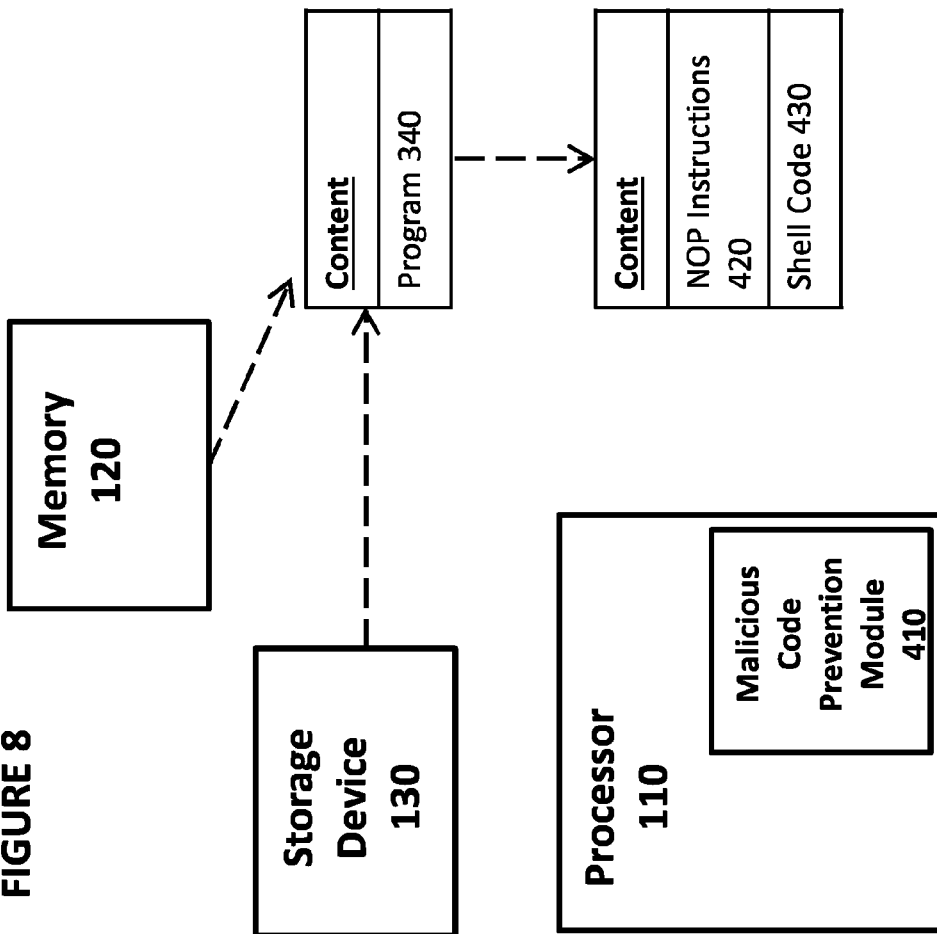 FIGURE 8
Storage
Device
130
Memory
120
Processor
110
Malicious
Code
Prevention
Module
410
Content
Program 340
Content
NOP Instructions
420
Shell Code 430